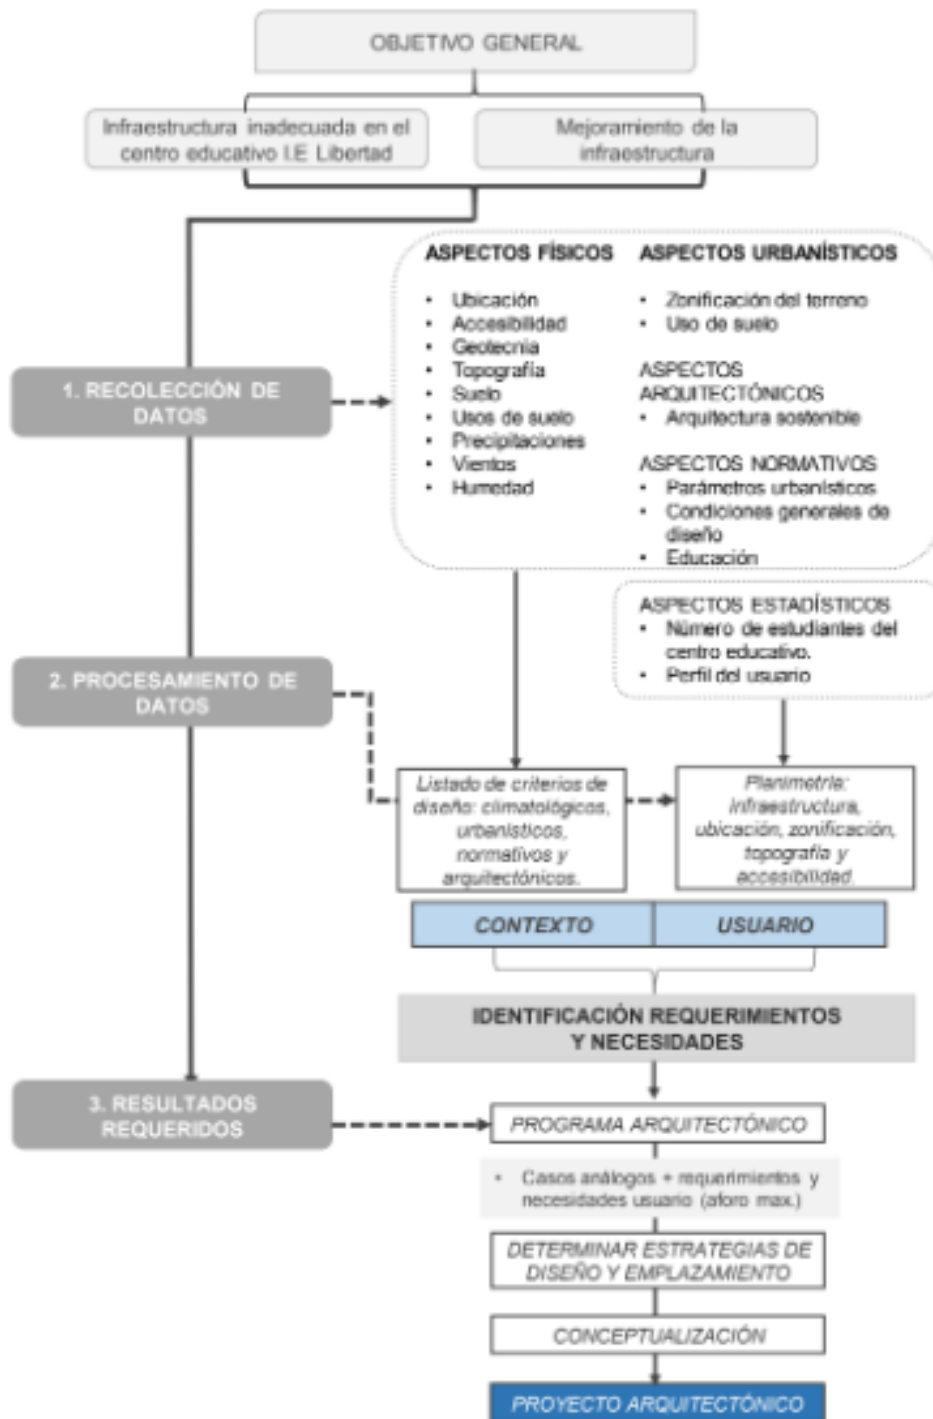 OBJETIVO GENERAL
Infraestructura inadecuada en el
centro educativo I.E Libertad
Mejoramiento de la
infraestructura
1. RECOLECCIÓN DE
DATOS
ASPECTOS FÍSICOS
• Ubicación
• Accesibilidad
• Geotecnia
• Topografía
• Suelo
• Usos de suelo
• Precipitaciones
• Vientos
• Humedad
ASPECTOS URBANÍSTICOS
• Zonificación del terreno
• Uso de suelo
ASPECTOS
ARQUITECTÓNICOS
• Arquitectura sostenible
ASPECTOS NORMATIVOS
• Parámetros urbanísticos
• Condiciones generales de
diseño
• Educación
ASPECTOS ESTADÍSTICOS
• Número de estudiantes del
centro educativo.
• Perfil del usuario
2. PROCESAMIENTO DE
DATOS
Listado de criterios de
diseño: climatológicos,
urbanísticos,
normativos y
arquitectónicos.
Planimetría:
infraestructura,
ubicación, zonificación,
topografía y
accesibilidad.
CONTEXTO
USUARIO
IDENTIFICACIÓN REQUERIMIENTOS
Y NECESIDADES
3. RESULTADOS
REQUERIDOS
PROGRAMA ARQUITECTÓNICO
• Casos análogos + requerimientos y
necesidades usuario (aforo max.)
DETERMINAR ESTRATEGIAS DE
DISEÑO Y EMPLAZAMIENTO
CONCEPTUALIZACIÓN
PROYECTO ARQUITECTÓNICO